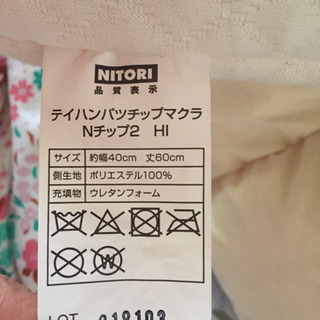 NITORI
品質表示
テイハンパツチップマクラ
Nチップ2 HI
サイズ 約幅40cm 丈60cm
側生地 ポリエステル100%
充填物 ウレタンフォーム
W
LOT